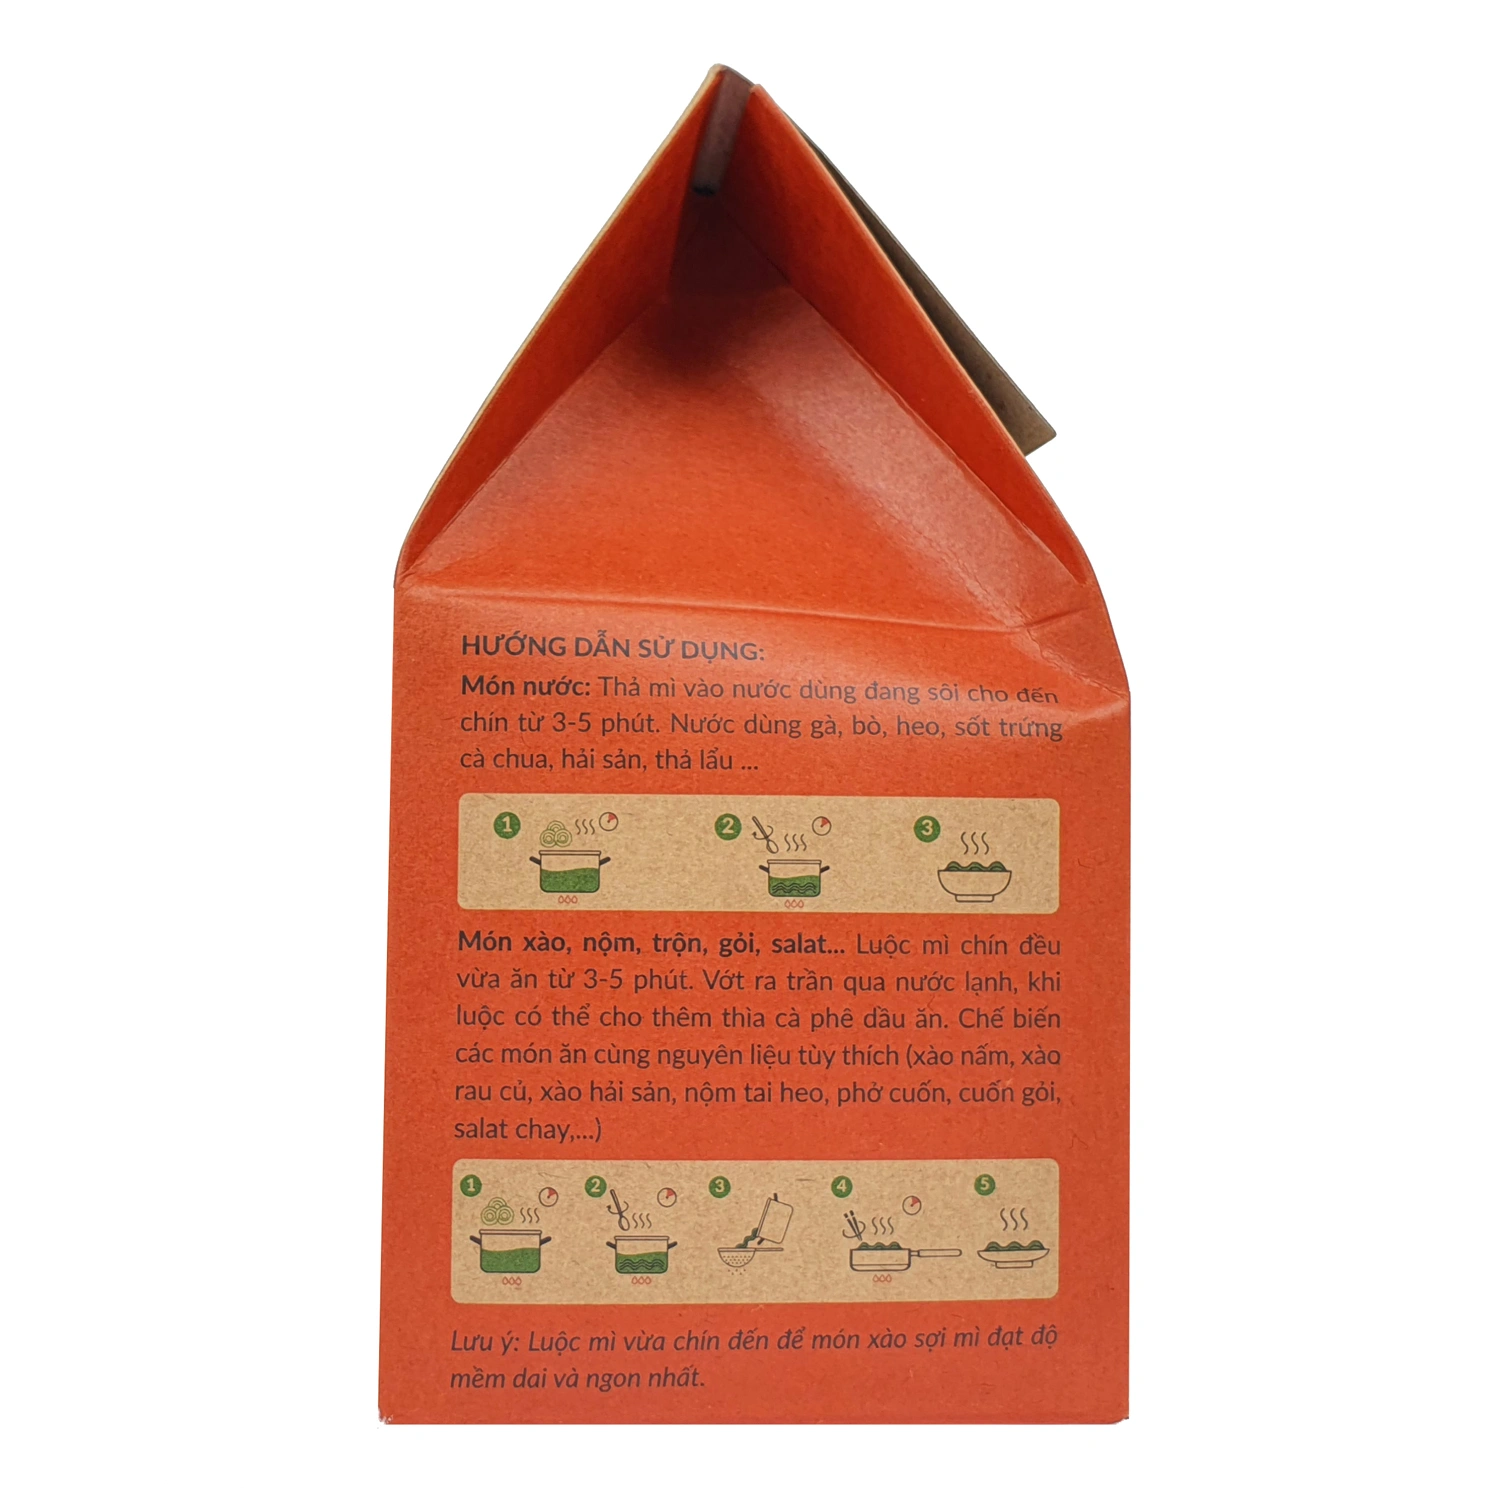 HƯỚNG DẪN SỬ DỤNG:
Món nước: Thả mì vào nước dùng đang sôi cho đến
chín từ 3-5 phút. Nước dùng gà, bò, heo, sốt trứng
cà chua, hải sản, thả lẩu ...
1 2 3
Món xào, nộm, trộn, gỏi, salat... Luộc mì chín đều
vừa ăn từ 3-5 phút. Vớt ra trần qua nước lạnh, khi
luộc có thể cho thêm thìa cà phê dầu ăn. Chế biến
các món ăn cùng nguyên liệu tùy thích (xào nấm, xào
rau củ, xào hải sản, nộm tai heo, phở cuốn, cuốn gỏi,
salat chay,...)
1 2 3 4 5
Lưu ý: Luộc mì vừa chín đến để món xào sợi mì đạt độ
mềm dai và ngon nhất.